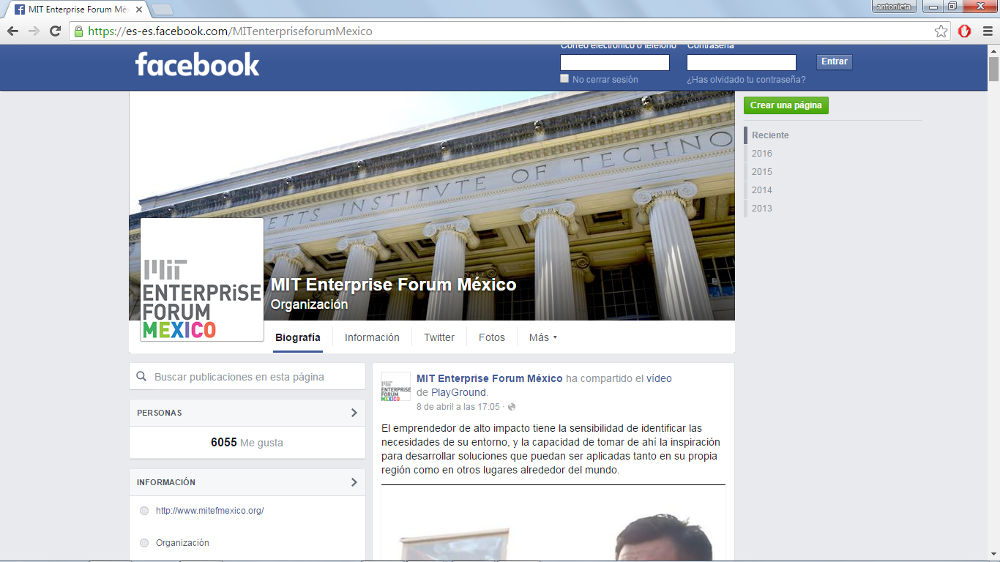 MIT Enterprise Forum Mé
antonieta
https://es-es.facebook.com/MITenterpriseforumMexico
facebook
Correo electrónico o teléfono
Contraseña
Entrar
No cerrar sesión
¿Has olvidado tu contraseña?
ETTS INSTITVTE OF TECHNO
MIT
ENTERPRiSE
FORUM
MEXICO
MIT Enterprise Forum México
Organización
Biografía
Información
Twitter
Fotos
Más
Crear una página
Reciente
2016
2015
2014
2013
Buscar publicaciones en esta página
PERSONAS
6055 Me gusta
INFORMACIÓN
http://www.mitefmexico.org/
Organización
MIT
ENTERPRiSE
FORUM
MEXICO
MIT Enterprise Forum México ha compartido el vídeo
de PlayGround.
8 de abril a las 17:05 ·
El emprendedor de alto impacto tiene la sensibilidad de identificar las
necesidades de su entorno, y la capacidad de tomar de ahí la inspiración
para desarrollar soluciones que puedan ser aplicadas tanto en su propia
región como en otros lugares alrededor del mundo.